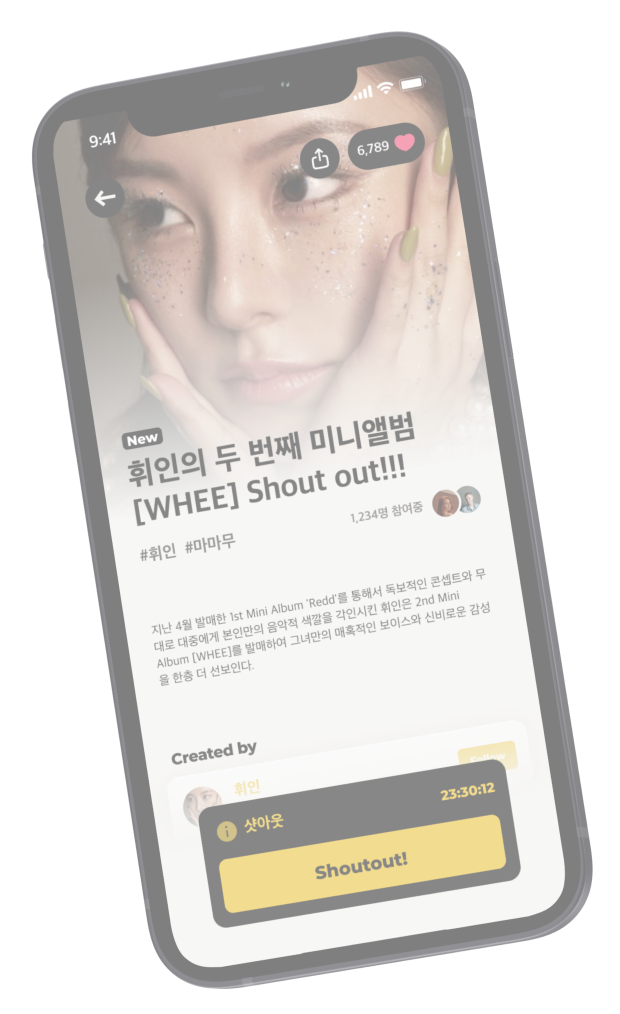 9:41
6,789
New
휘인의 두 번째 미니앨범
[WHEE] Shout out!!!
1,234명 참여중
#휘인 #마마무
지난 4월 발매한 1st Mini Album 'Redd'를 통해서 독보적인 콘셉트와 무
대로 대중에게 본인만의 음악적 색깔을 각인시킨 휘인은 2nd Mini
Album [WHEE]를 발매하여 그녀만의 매혹적인 보이스와 신비로운 감성
을 한층 더 선보인다.
Created by
휘인
Follow
샷아웃
23:30:12
Shoutout!